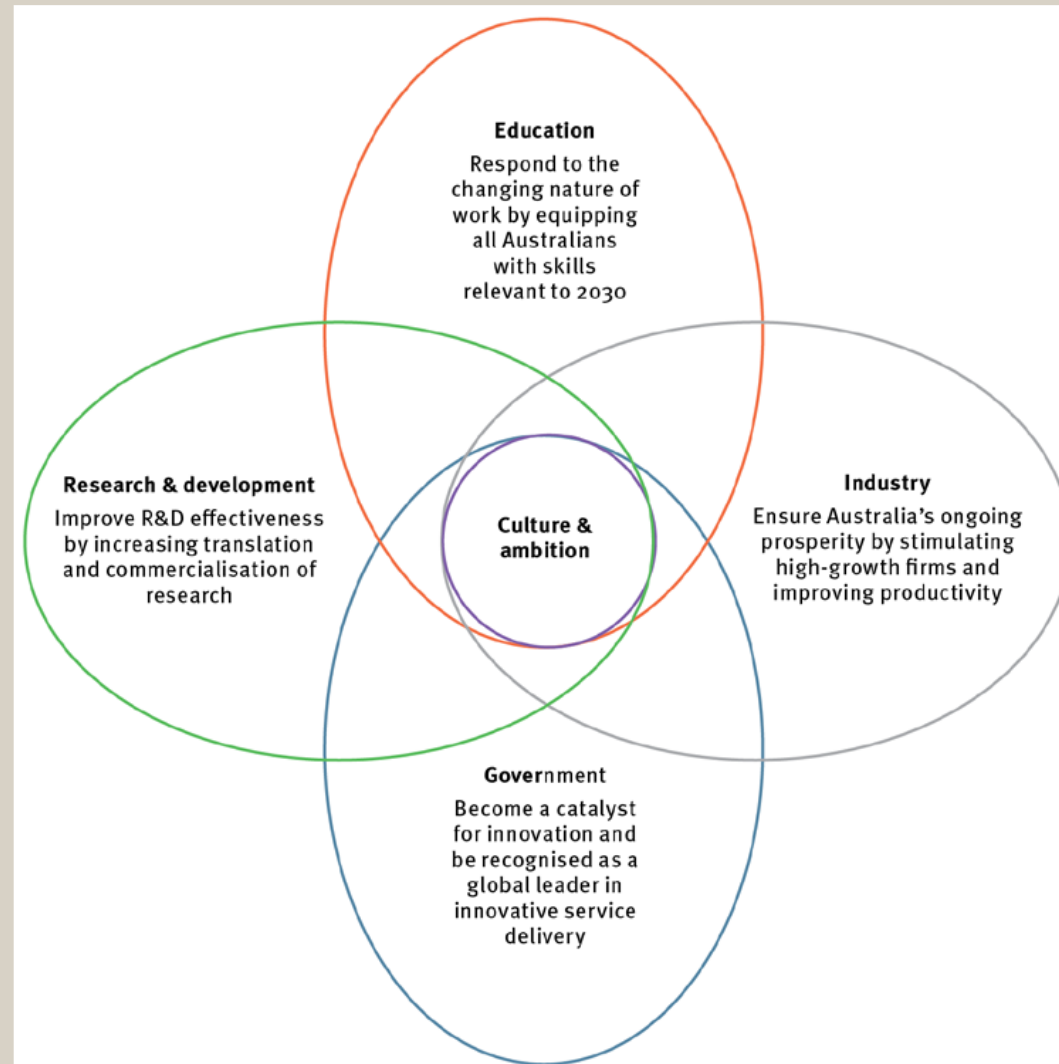 Education
Respond to the
changing nature of
work by equipping
all Australians
with skills
relevant to 2030
Research & development
Improve R&D effectiveness
by increasing translation
and commercialisation of
research
Culture &
ambition
Industry
Ensure Australia's ongoing
prosperity by stimulating
high-growth firms and
improving productivity
Government
Become a catalyst
for innovation and
be recognised as a
global leader in
innovative service
delivery